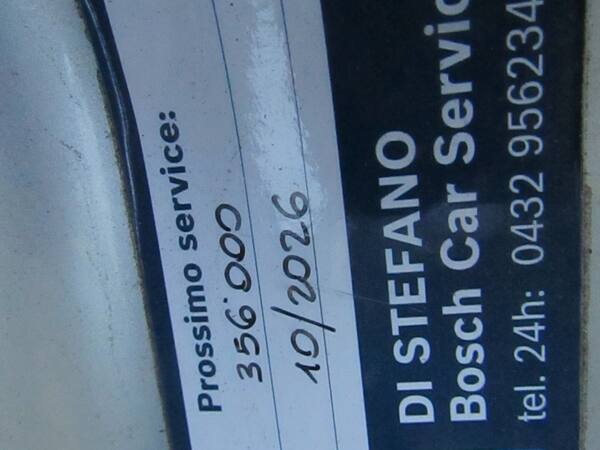 Prossimo service:
356.000
10/2026
DI STEFANO
Bosch Car Servic
tel. 24h: 0432 956234